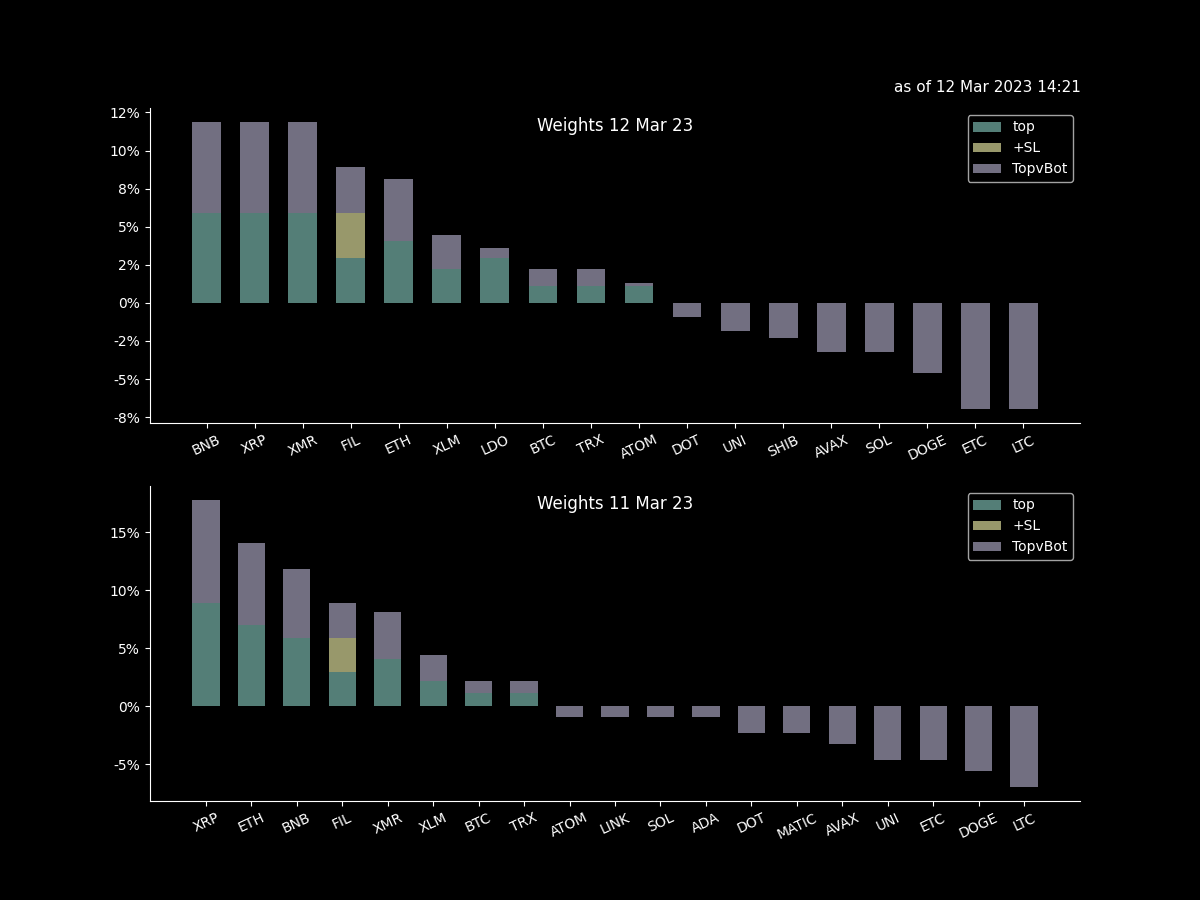 as of 12 Mar 2023 14:21
Weights 12 Mar 23
top
+SL
TopvBot
12%
10%
8%
5%
2%
0%
-2%
-5%
-8%
BNB XRP XMR FIL ETH XLM LDO BTC TRX ATOM DOT UNI SHIB AVAX SOL DOGE ETC LTC
Weights 11 Mar 23
top
+SL
TopvBot
15%
10%
5%
0%
-5%
XRP ETH BNB FIL XMR XLM BTC TRX ATOM LINK SOL ADA DOT MATIC AVAX UNI ETC DOGE LTC